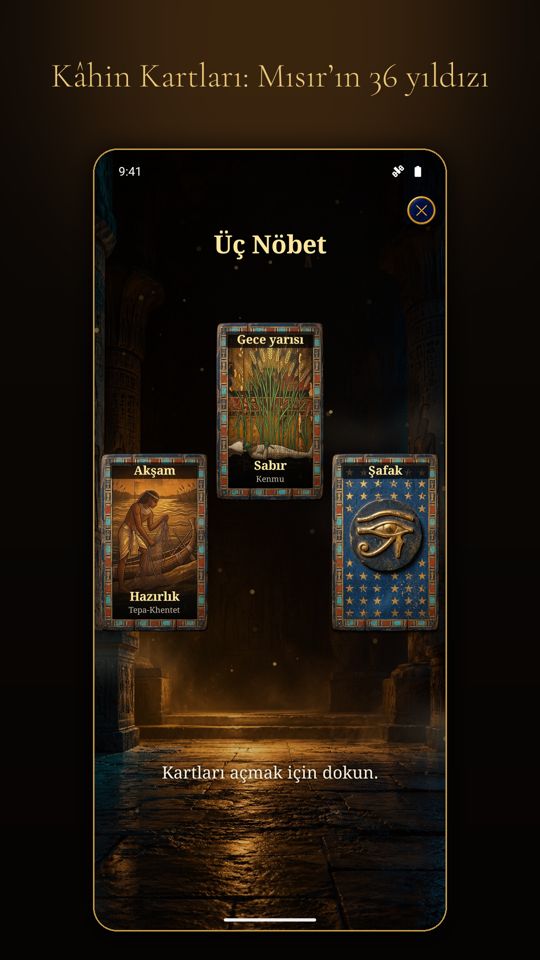 Kâhin Kartları: Mısır’ın 36 yıldızı
9:41
Üç Nöbet
Gece yarısı
Sabır
Kenmu
Akşam
Hazırlık
Tepa-Khentet
Şafak
Kartları açmak için dokun.